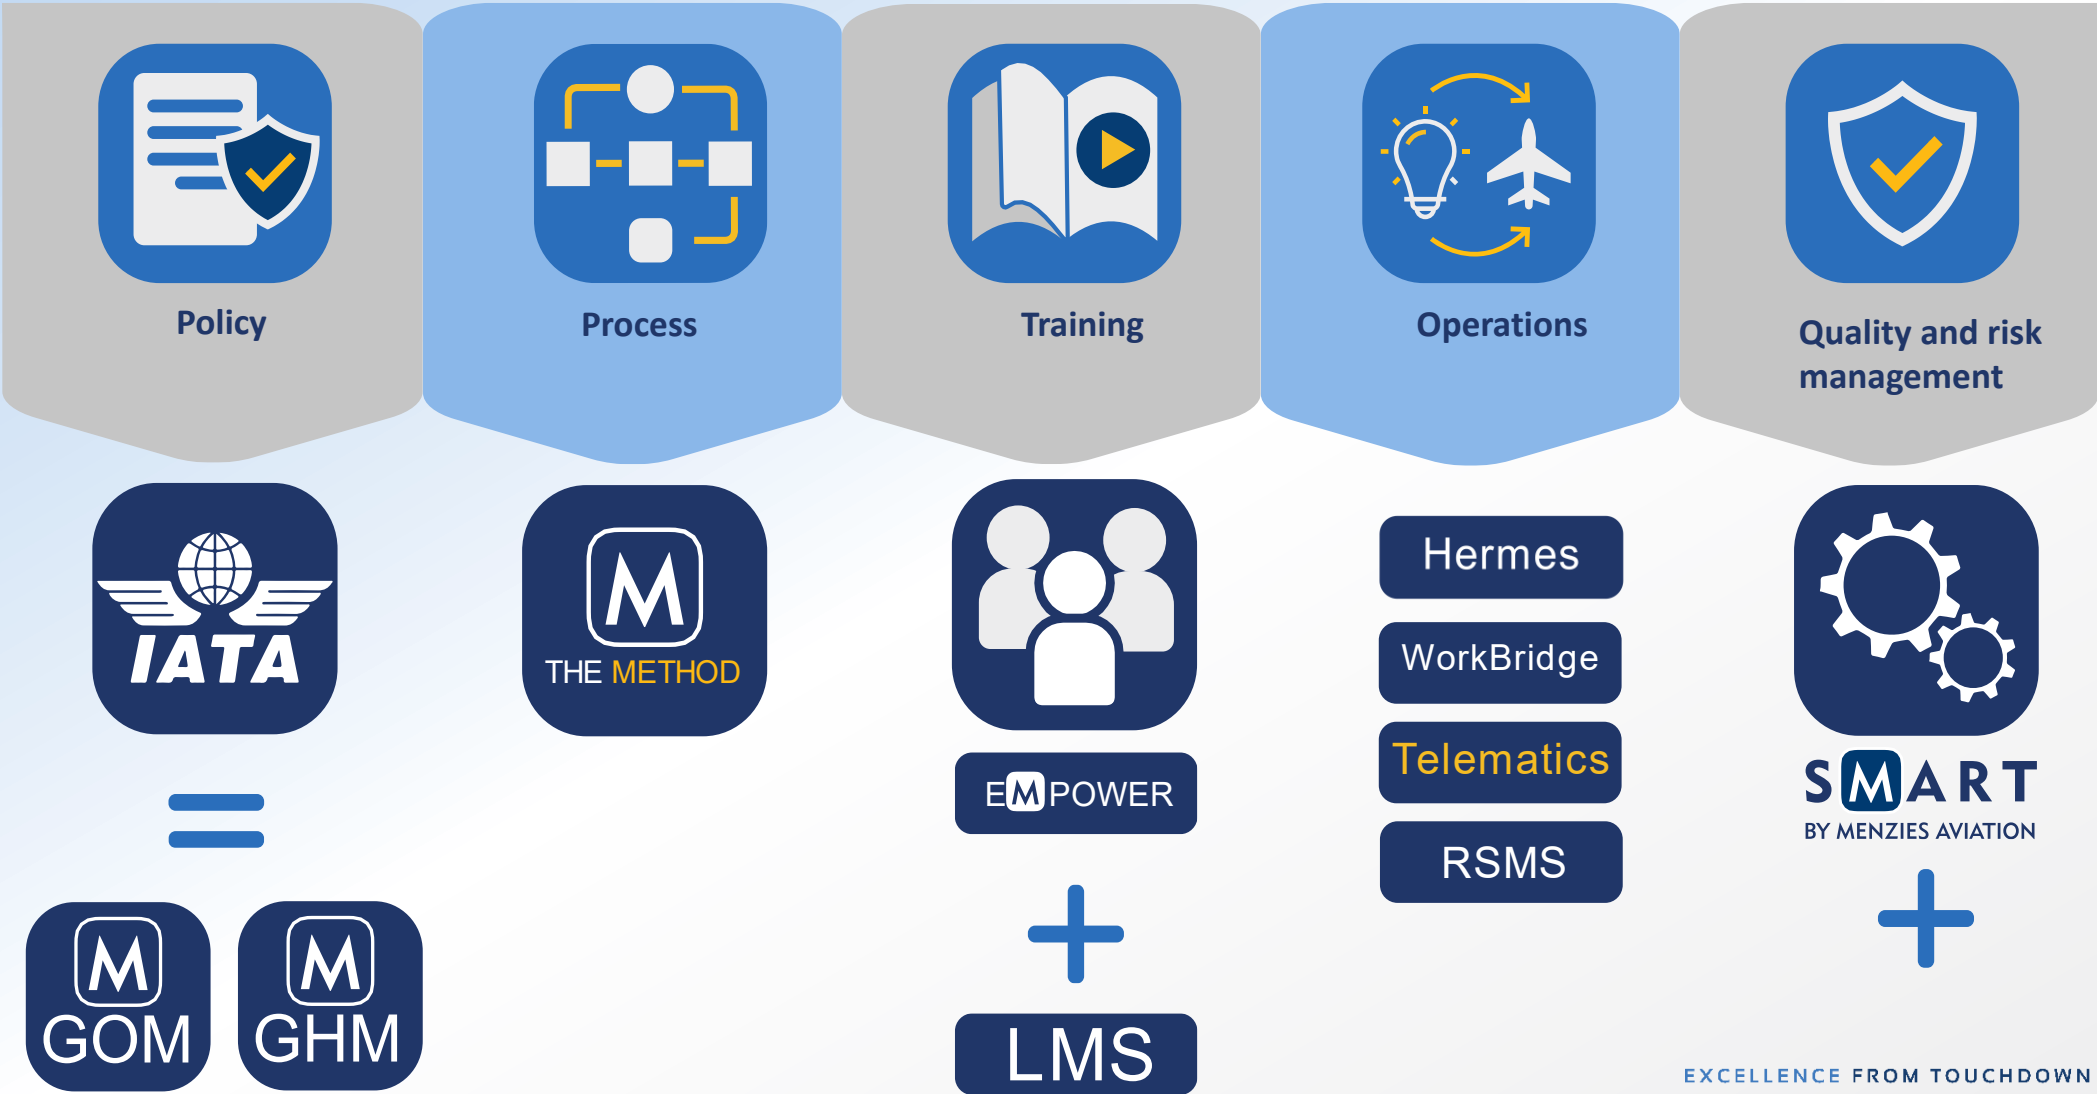 Policy
Process
Training
Operations
Quality and risk
management
IATA
M
THE METHOD
EMPOWER
LMS
Hermes
WorkBridge
Telematics
RSMS
SMART
BY MENZIES AVIATION
M
GOM
M
GHM
EXCELLENCE FROM TOUCHDOWN